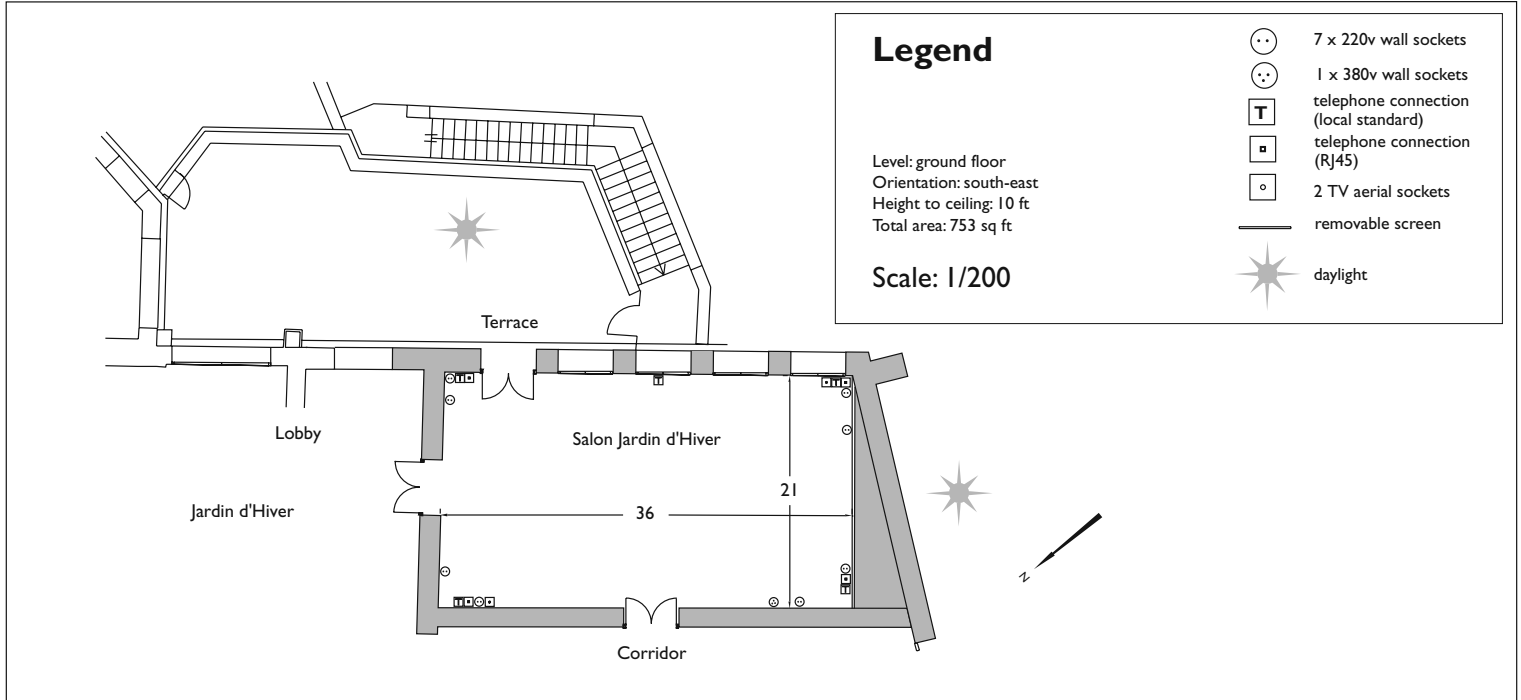 Legend
7 x 220v wall sockets
1 x 380v wall sockets
T
telephone connection
(local standard)
telephone connection
(RJ45)
2 TV aerial sockets
removable screen
daylight
Level: ground floor
Orientation: south-east
Height to ceiling: 10 ft
Total area: 753 sq ft
Scale: 1/200
Terrace
T
T
T
Lobby
Salon Jardin d'Hiver
Jardin d'Hiver
21
36
N
T
T
Corridor